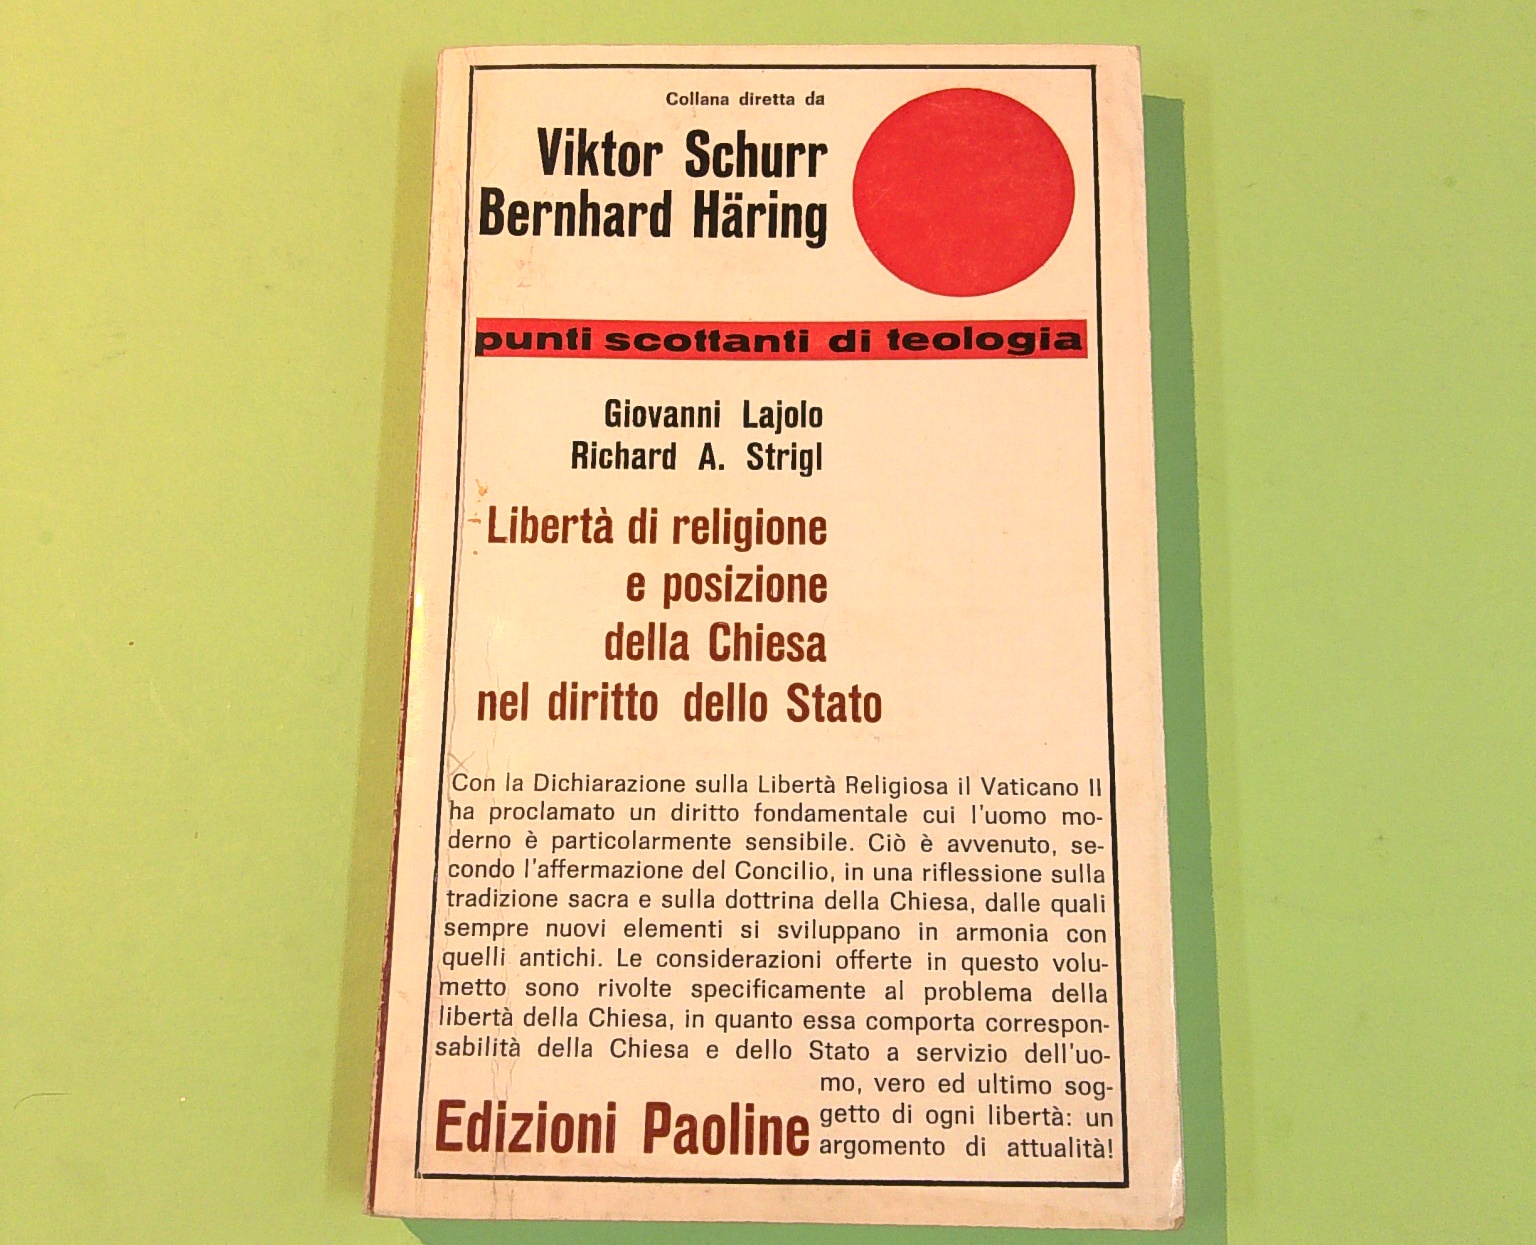 Collana diretta da
Viktor Schurr
Bernhard Häring
punti scottanti di teologia
Giovanni Lajolo
Richard A. Strigl
Libertà di religione
e posizione
della Chiesa
nel diritto dello Stato
Con la Dichiarazione sulla Libertà Religiosa il Vaticano II
ha proclamato un diritto fondamentale cui l'uomo mo-
derno è particolarmente sensibile. Ciò è avvenuto, se-
condo l'affermazione del Concilio, in una riflessione sulla
tradizione sacra e sulla dottrina della Chiesa, dalle quali
sempre nuovi elementi si sviluppano in armonia con
quelli antichi. Le considerazioni offerte in questo volu-
metto sono rivolte specificamente al problema della
libertà della Chiesa, in quanto essa comporta correspon-
sabilità della Chiesa e dello Stato a servizio dell'uo-
mo, vero ed ultimo sog-
getto di ogni libertà: un
argomento di attualità!
Edizioni Paoline